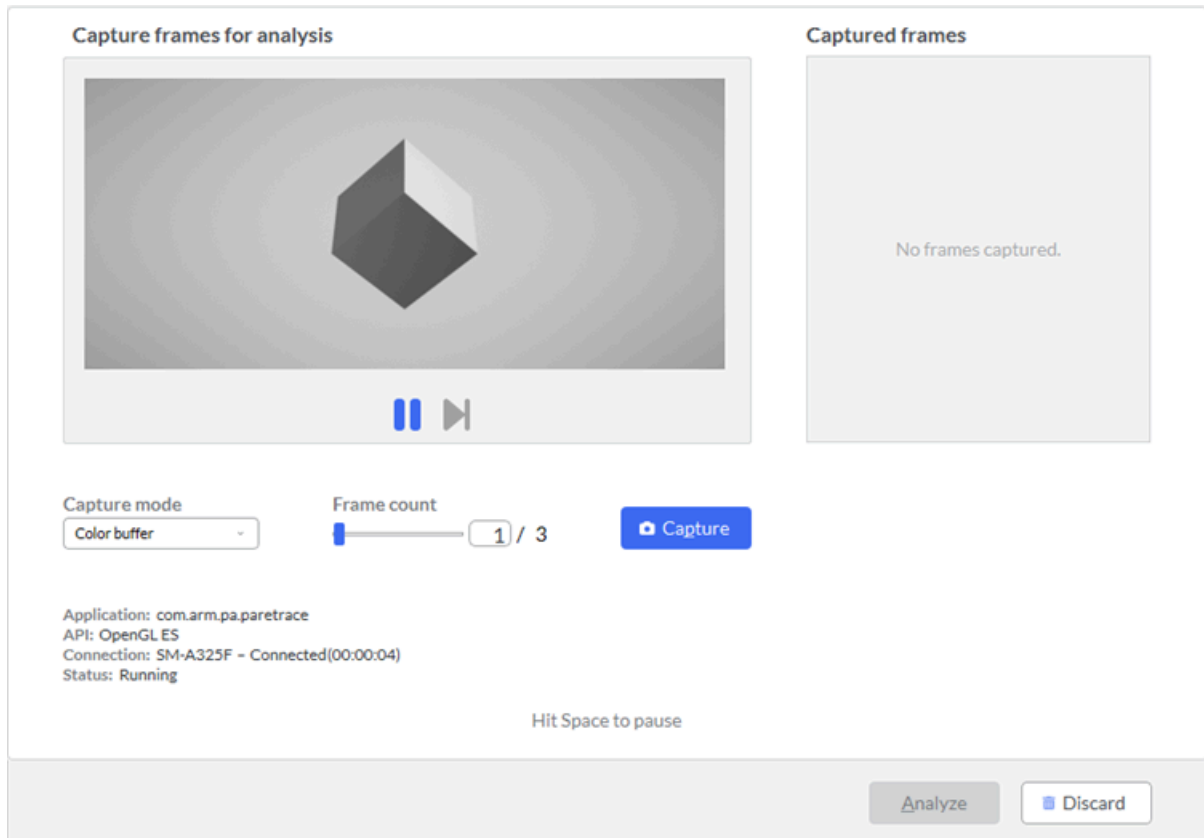 Capture frames for analysis
Captured frames
No frames captured.
Capture mode
Frame count
Color buffer
1 / 3
Capture
Application: com.arm.pa.paretrace
API: OpenGL ES
Connection: SM-A325F – Connected(00:00:04)
Status: Running
Hit Space to pause
Analyze
Discard